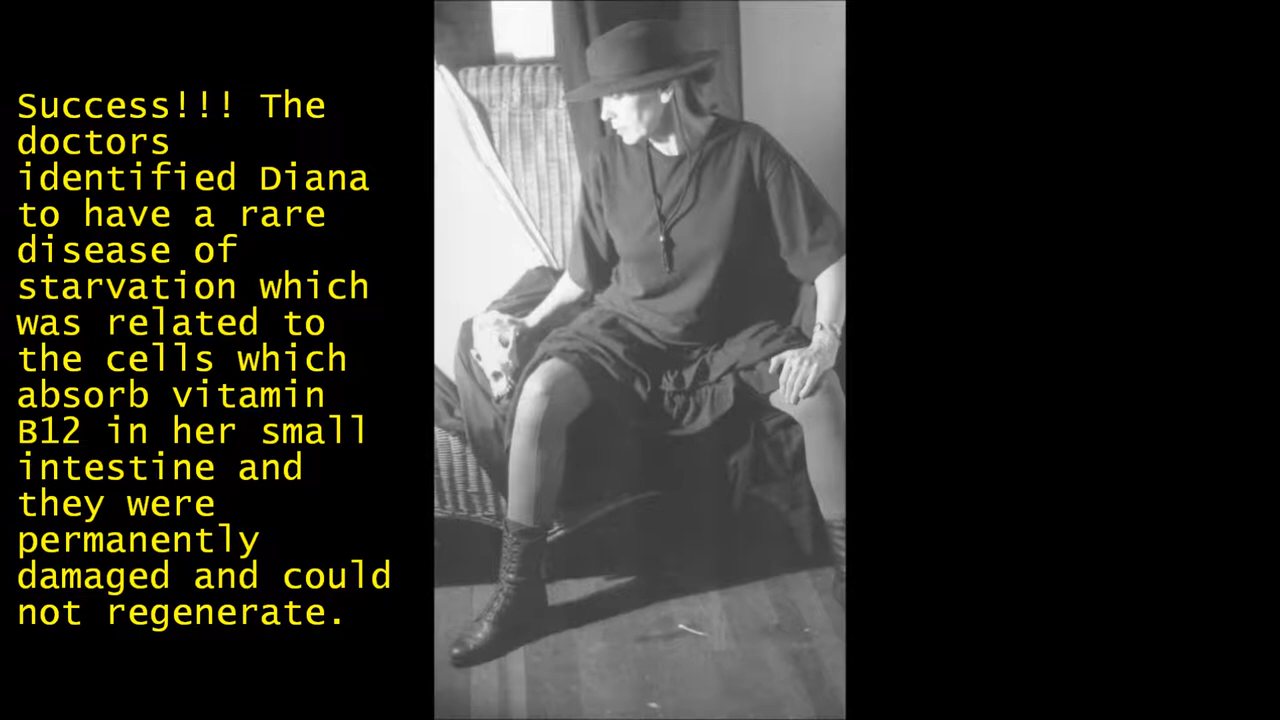 Success!!! The
doctors
identified Diana
to have a rare
disease of
starvation which
was related to
the cells which
absorb vitamin
B12 in her small
intestine and
they were
permanently
damaged and could
not regenerate.